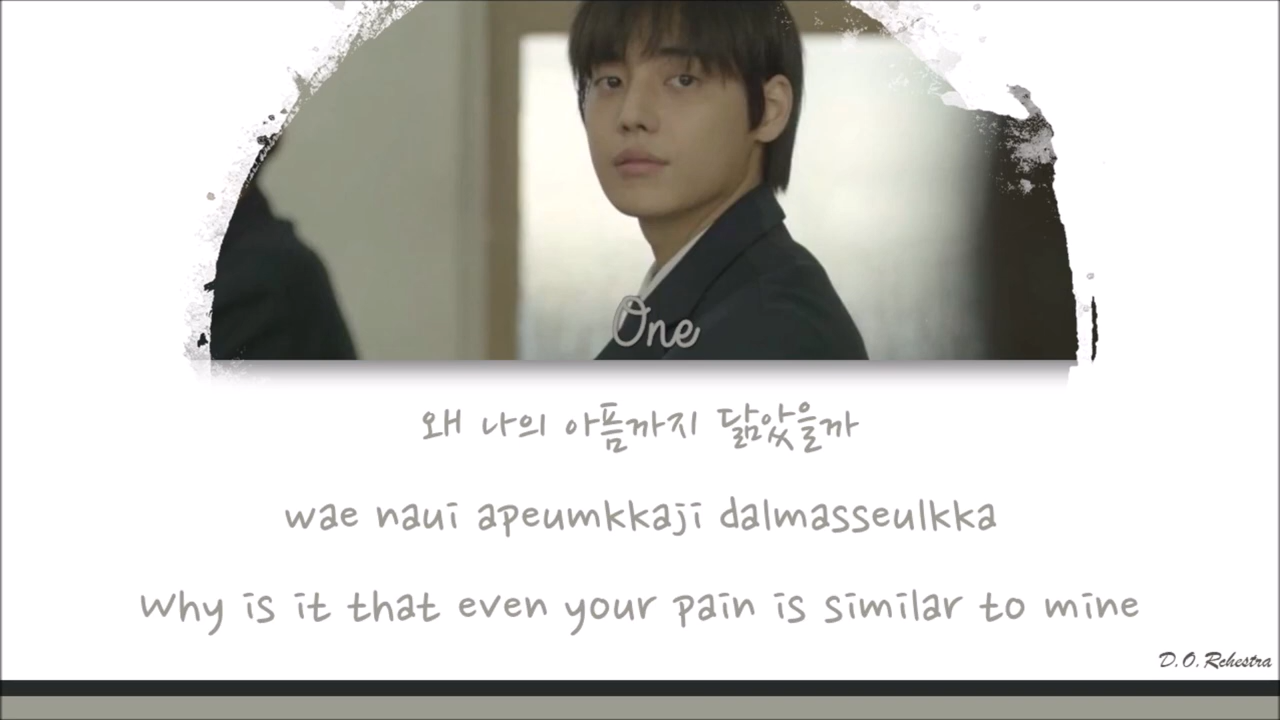 One
왜 나의 아픔까지 닮았을까
wae naui apeumkkaji dalmasseulkka
Why is it that even your pain is similar to mine
D.O.Rchestra